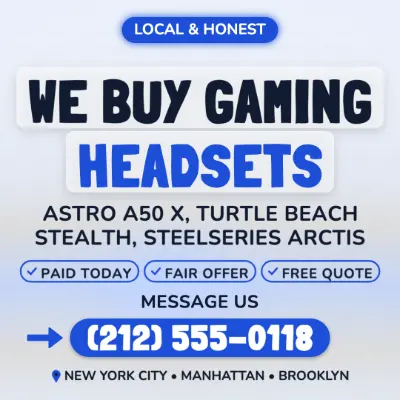 LOCAL & HONEST
WE BUY GAMING
HEADSETS
ASTRO A50 X, TURTLE BEACH
STEALTH, STEELSERIES ARCTIS
PAID TODAY FAIR OFFER FREE QUOTE
MESSAGE US
(212) 555-0118
NEW YORK CITY • MANHATTAN • BROOKLYN